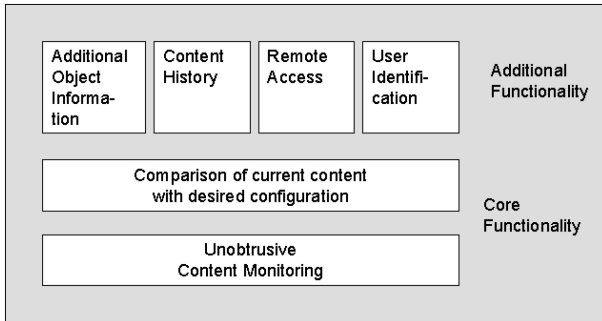 Additional
Object
Informa-
tion
Content
History
Remote
Access
User
Identifi-
cation
Additional
Functionality
Comparison of current content
with desired configuration
Core
Functionality
Unobtrusive
Content Monitoring